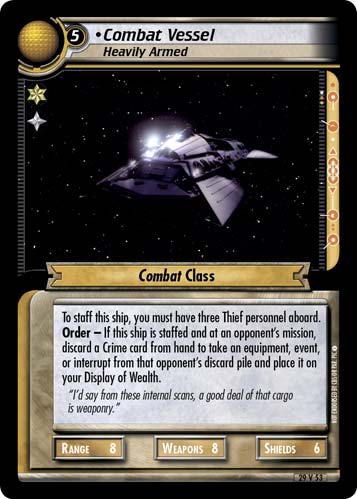 5
•Combat Vessel
Heavily Armed
Combat Class
To staff this ship, you must have three Thief personnel aboard.
Order – If this ship is staffed and at an opponent's mission,
discard a Crime card from hand to take an equipment, event,
or interrupt from that opponent's discard pile and place it on
your Display of Wealth.
"I'd say from these internal scans, a good deal of that cargo
is weaponry."
RANGE 8 WEAPONS 8 SHIELDS 6
29 V 53